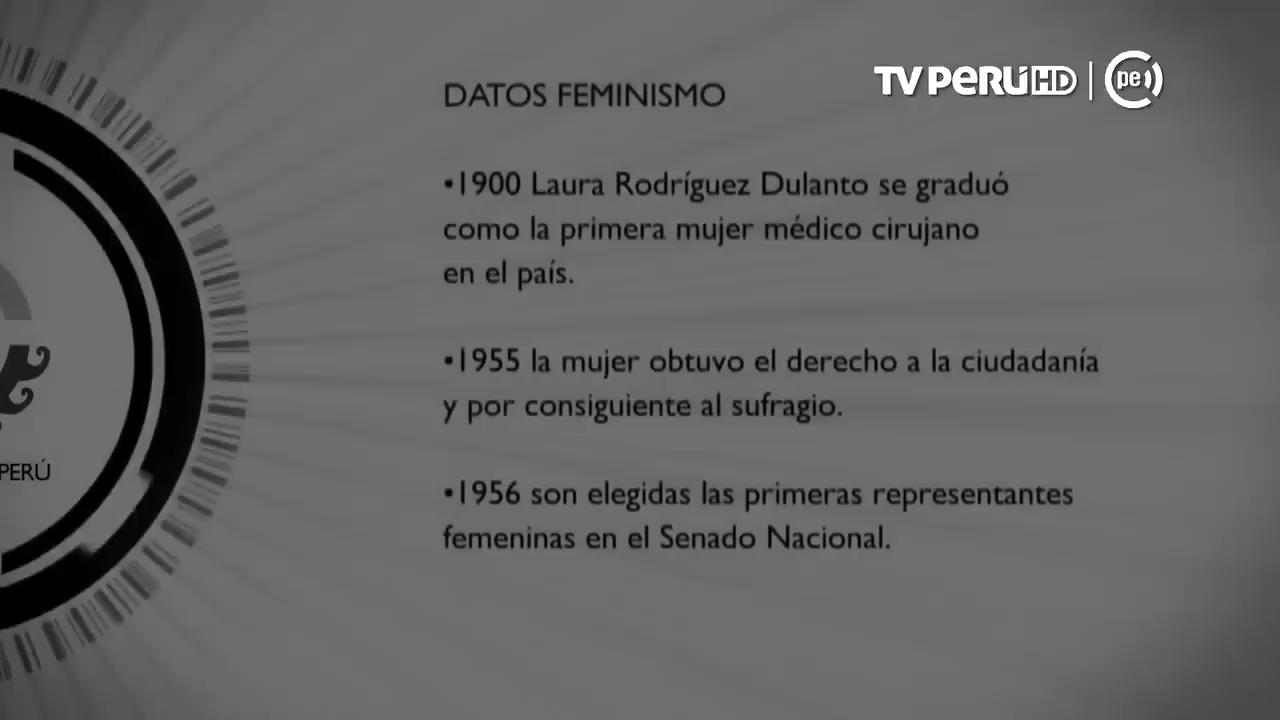 TV PERÚ HD | pe
DATOS FEMINISMO
•1900 Laura Rodríguez Dulanto se graduó
como la primera mujer médico cirujano
en el país.
•1955 la mujer obtuvo el derecho a la ciudadanía
y por consiguiente al sufragio.
•1956 son elegidas las primeras representantes
femeninas en el Senado Nacional.
PERÚ